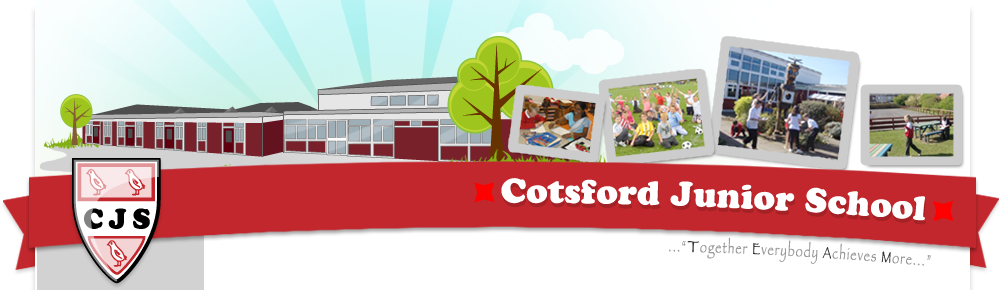 Cotsford Junior School
CJS
..."Together Everybody Achieves More..."